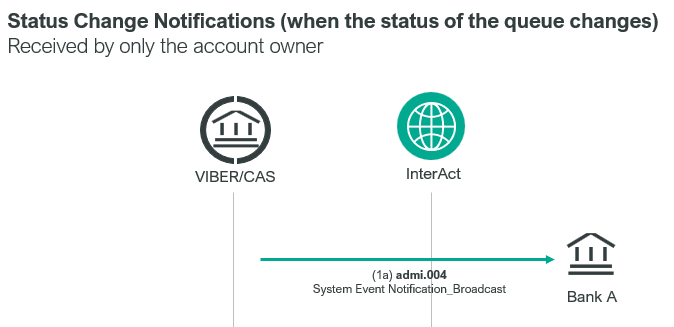 Status Change Notifications (when the status of the queue changes)
Received by only the account owner
VIBER/CAS
InterAct
(1a) admi.004
System Event Notification_Broadcast
Bank A